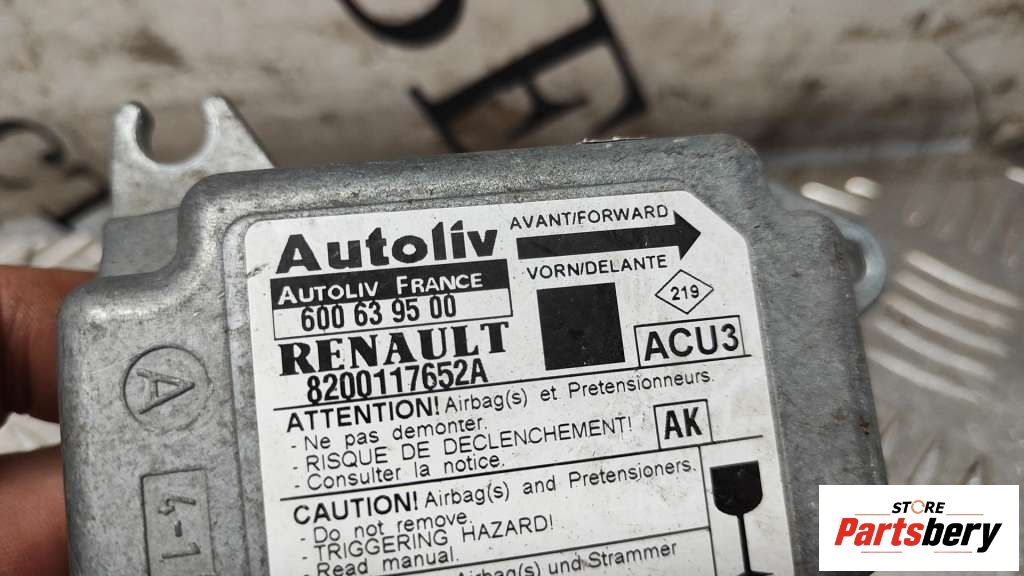 Autoliv
AVANT/FORWARD
VORN/DELANTE
AUTOLIV FRANCE
600 63 95 00
219
RENAULT
ACU3
8200117652A
ATTENTION! Airbag(s) et Pretensionneurs.
- Ne pas demonter.
- RISQUE DE DECLENCHEMENT!
- Consulter la notice.
AK
CAUTION! Airbag(s) and Pretensioners.
- Do not remove.
- TRIGGERING HAZARD!
- Read manual.
Airbag(s) und Strammer
A
4-1
STORE
Partsbery